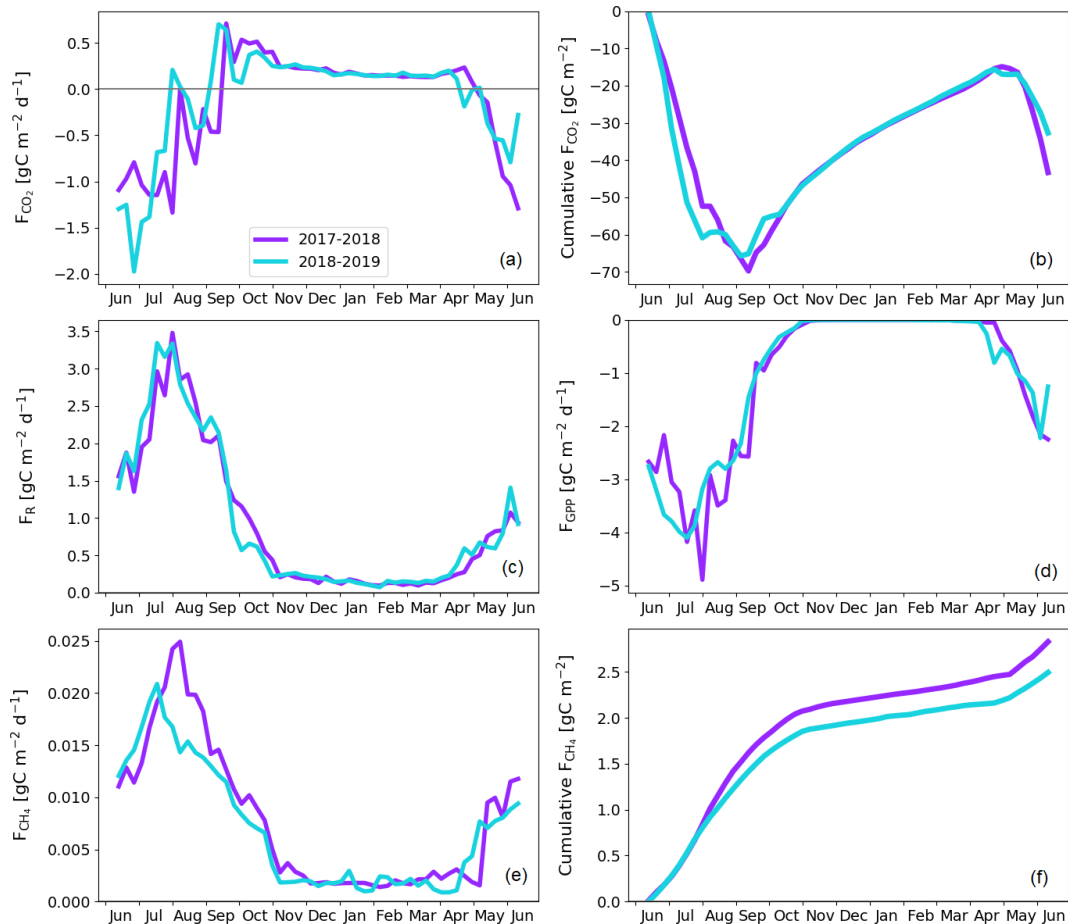 F_CO₂ [gC m⁻² d⁻¹]
0.5
0.0
−0.5
−1.0
−1.5
−2.0
2017-2018
2018-2019
(a)
Jun Jul Aug Sep Oct Nov Dec Jan Feb Mar Apr May Jun
Cumulative F_CO₂ [gC m⁻²]
0
−10
−20
−30
−40
−50
−60
−70
(b)
Jun Jul Aug Sep Oct Nov Dec Jan Feb Mar Apr May Jun
F_R [gC m⁻² d⁻¹]
3.5
3.0
2.5
2.0
1.5
1.0
0.5
0.0
(c)
Jun Jul Aug Sep Oct Nov Dec Jan Feb Mar Apr May Jun
F_GPP [gC m⁻² d⁻¹]
0
−1
−2
−3
−4
−5
(d)
Jun Jul Aug Sep Oct Nov Dec Jan Feb Mar Apr May Jun
F_CH₄ [gC m⁻² d⁻¹]
0.025
0.020
0.015
0.010
0.005
0.000
(e)
Jun Jul Aug Sep Oct Nov Dec Jan Feb Mar Apr May Jun
Cumulative F_CH₄ [gC m⁻²]
2.5
2.0
1.5
1.0
0.5
0.0
(f)
Jun Jul Aug Sep Oct Nov Dec Jan Feb Mar Apr May Jun